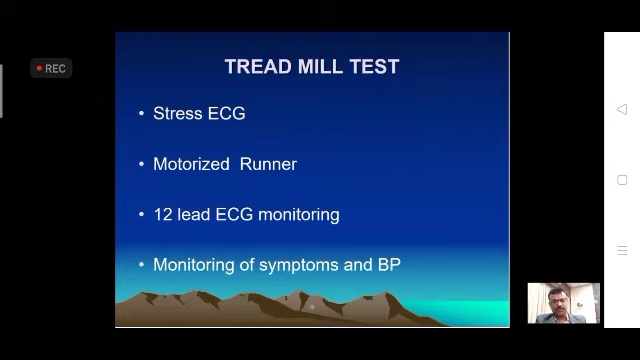 REC
TREAD MILL TEST
• Stress ECG
• Motorized Runner
• 12 lead ECG monitoring
• Monitoring of symptoms and BP